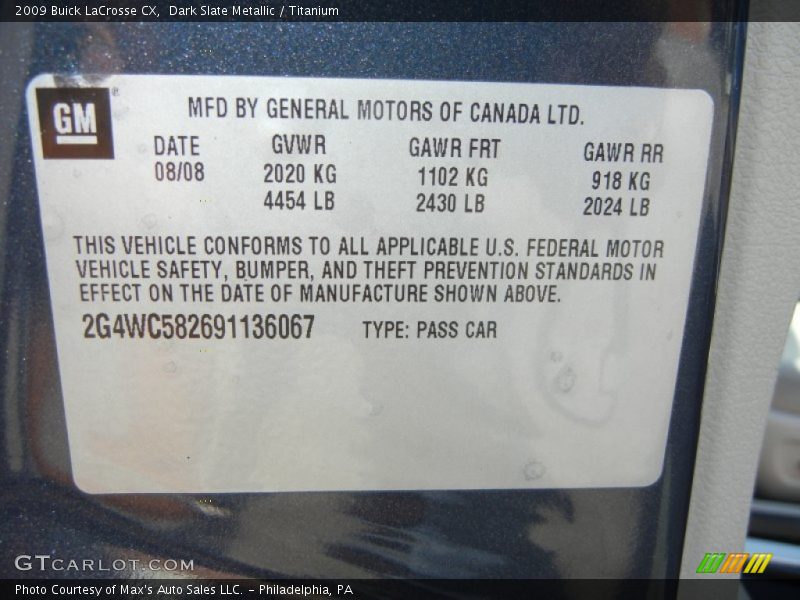 2009 Buick LaCrosse CX,  Dark Slate Metallic / Titanium
GM
MFD BY GENERAL MOTORS OF CANADA LTD.
DATE GVWR GAWR FRT GAWR RR
08/08 2020 KG 1102 KG 918 KG
4454 LB 2430 LB 2024 LB
THIS VEHICLE CONFORMS TO ALL APPLICABLE U.S. FEDERAL MOTOR
VEHICLE SAFETY, BUMPER, AND THEFT PREVENTION STANDARDS IN
EFFECT ON THE DATE OF MANUFACTURE SHOWN ABOVE.
2G4WC582691136067 TYPE: PASS CAR
GTCARLOT.COM
Photo Courtesy of Max's Auto Sales LLC. – Philadelphia, PA